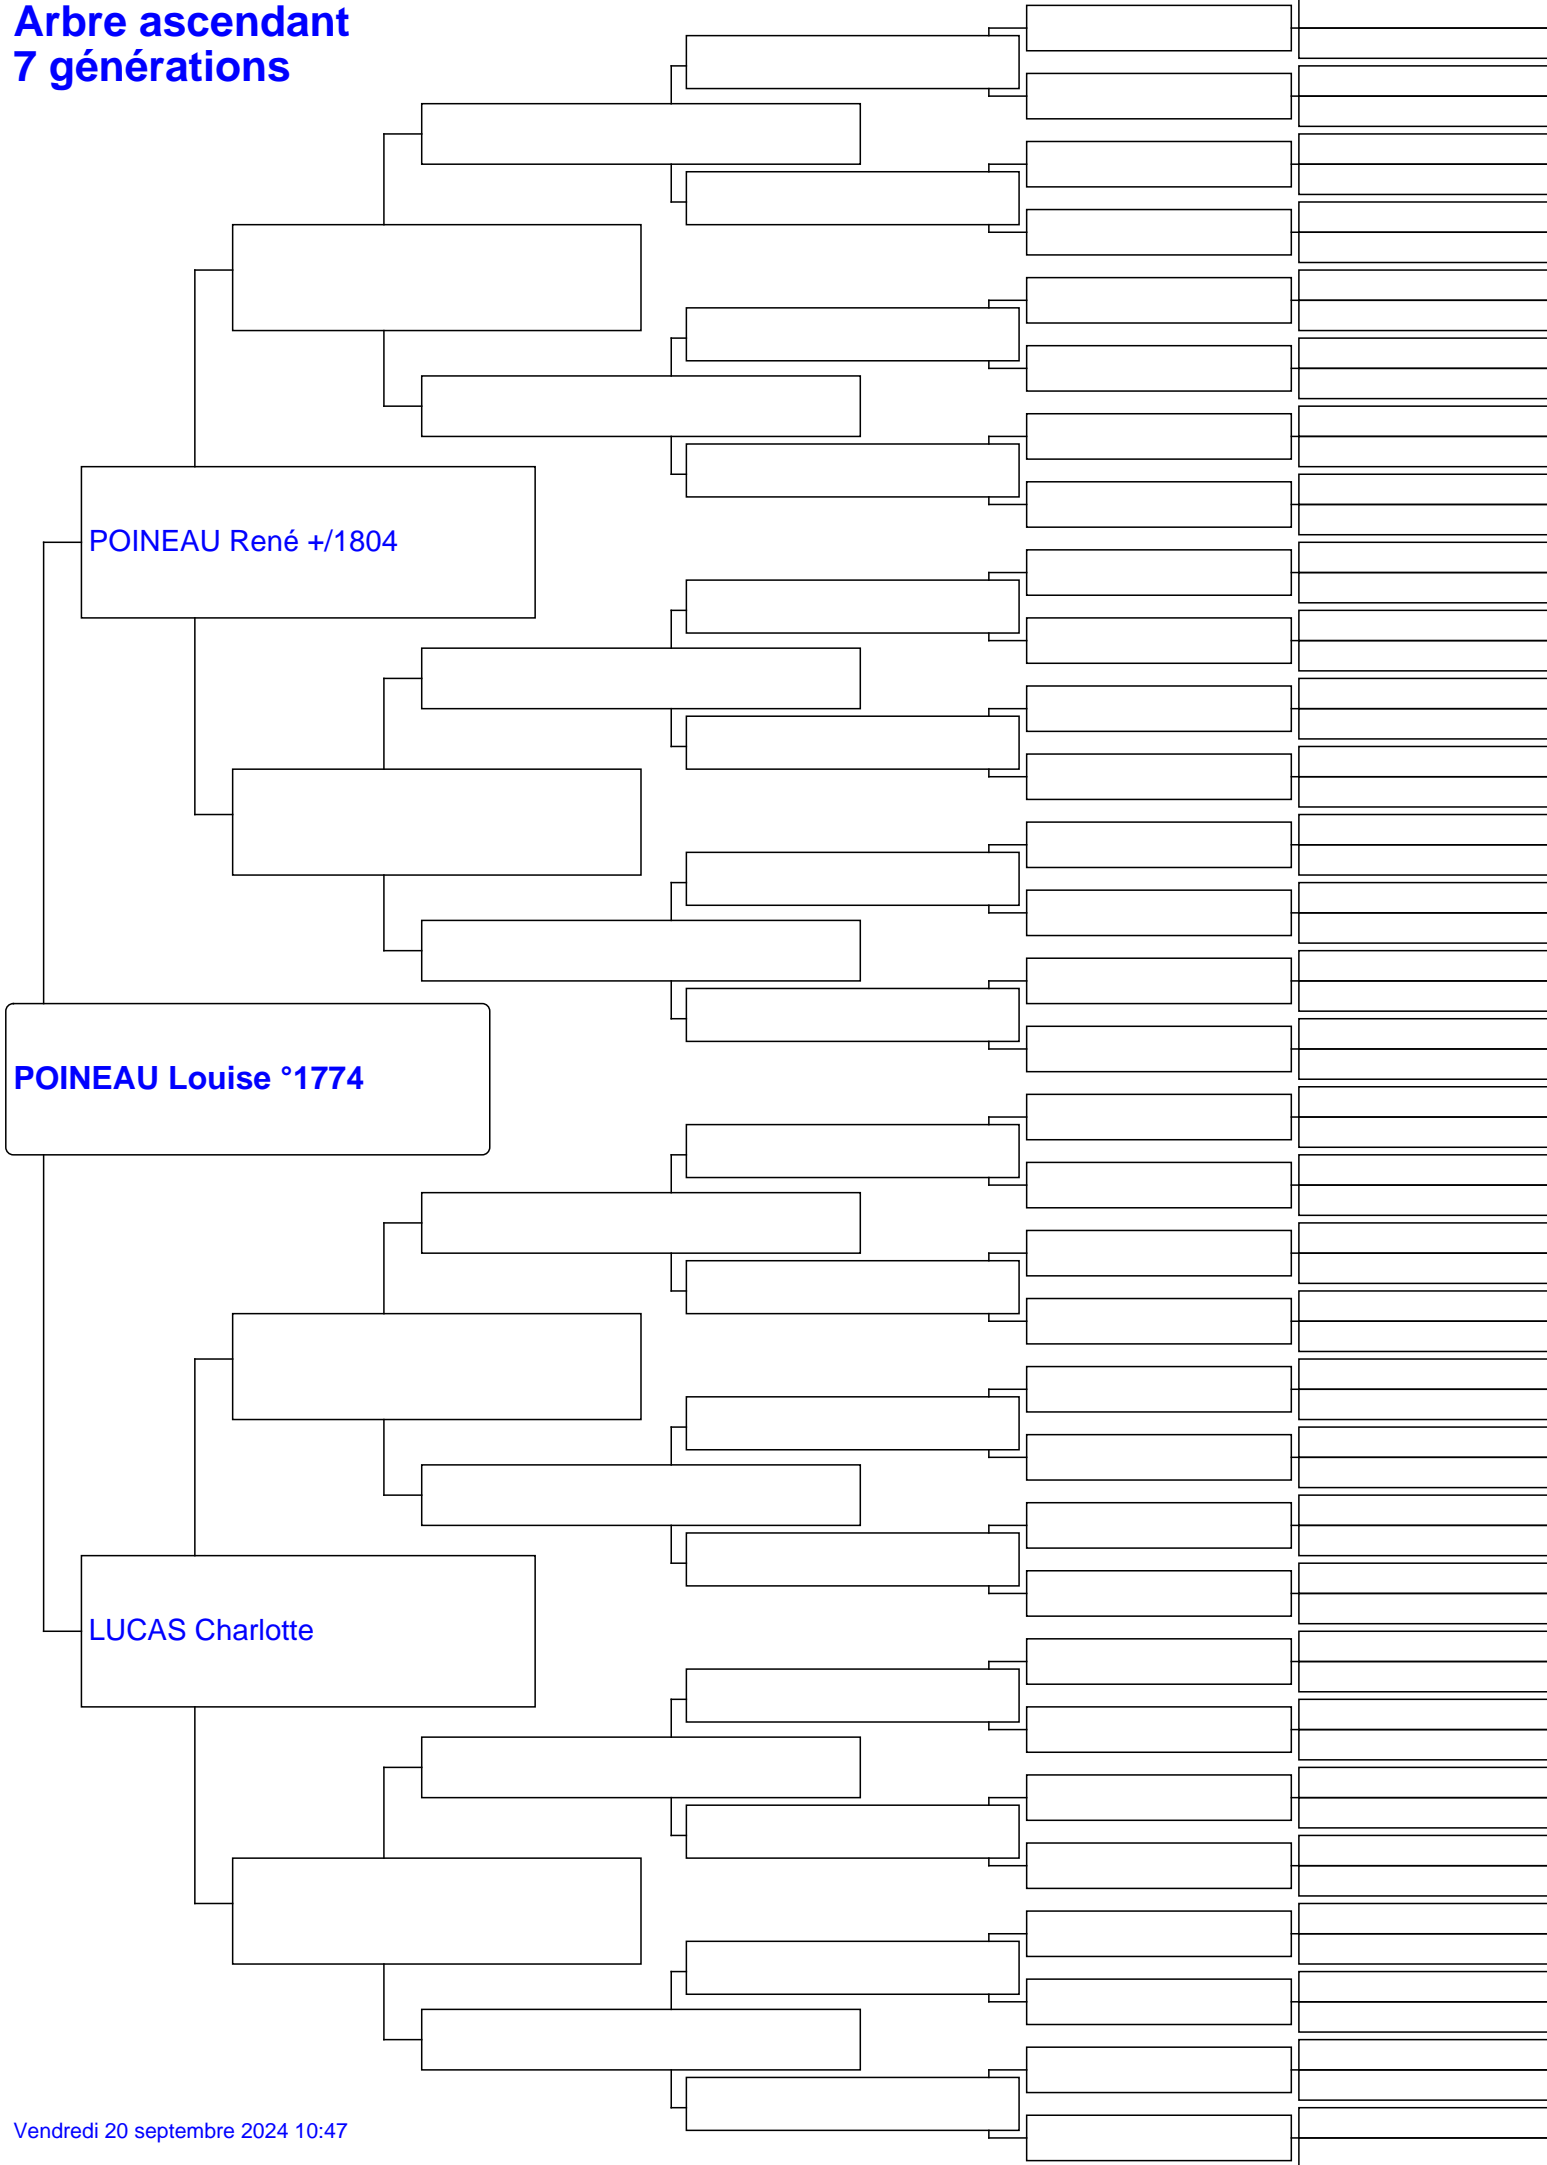 Arbre ascendant
7 générations
POINEAU René +/1804
POINEAU Louise °1774
LUCAS Charlotte
Vendredi 20 septembre 2024 10:47